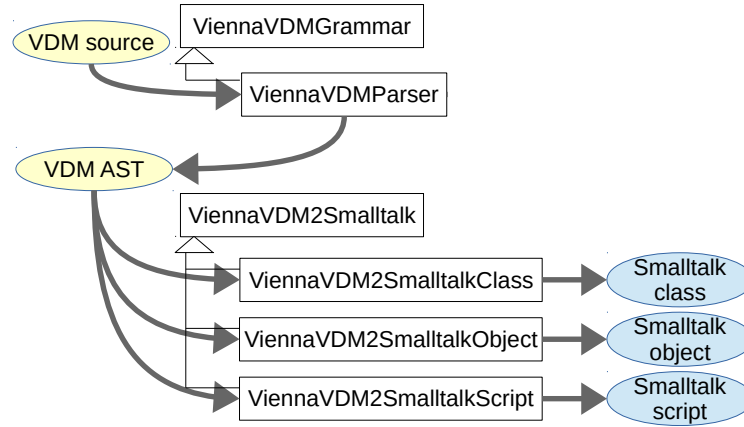 ViennaVDMGrammar
VDM source
ViennaVDMParser
VDM AST
ViennaVDM2Smalltalk
ViennaVDM2SmalltalkClass
Smalltalk
class
ViennaVDM2SmalltalkObject
Smalltalk
object
ViennaVDM2SmalltalkScript
Smalltalk
script